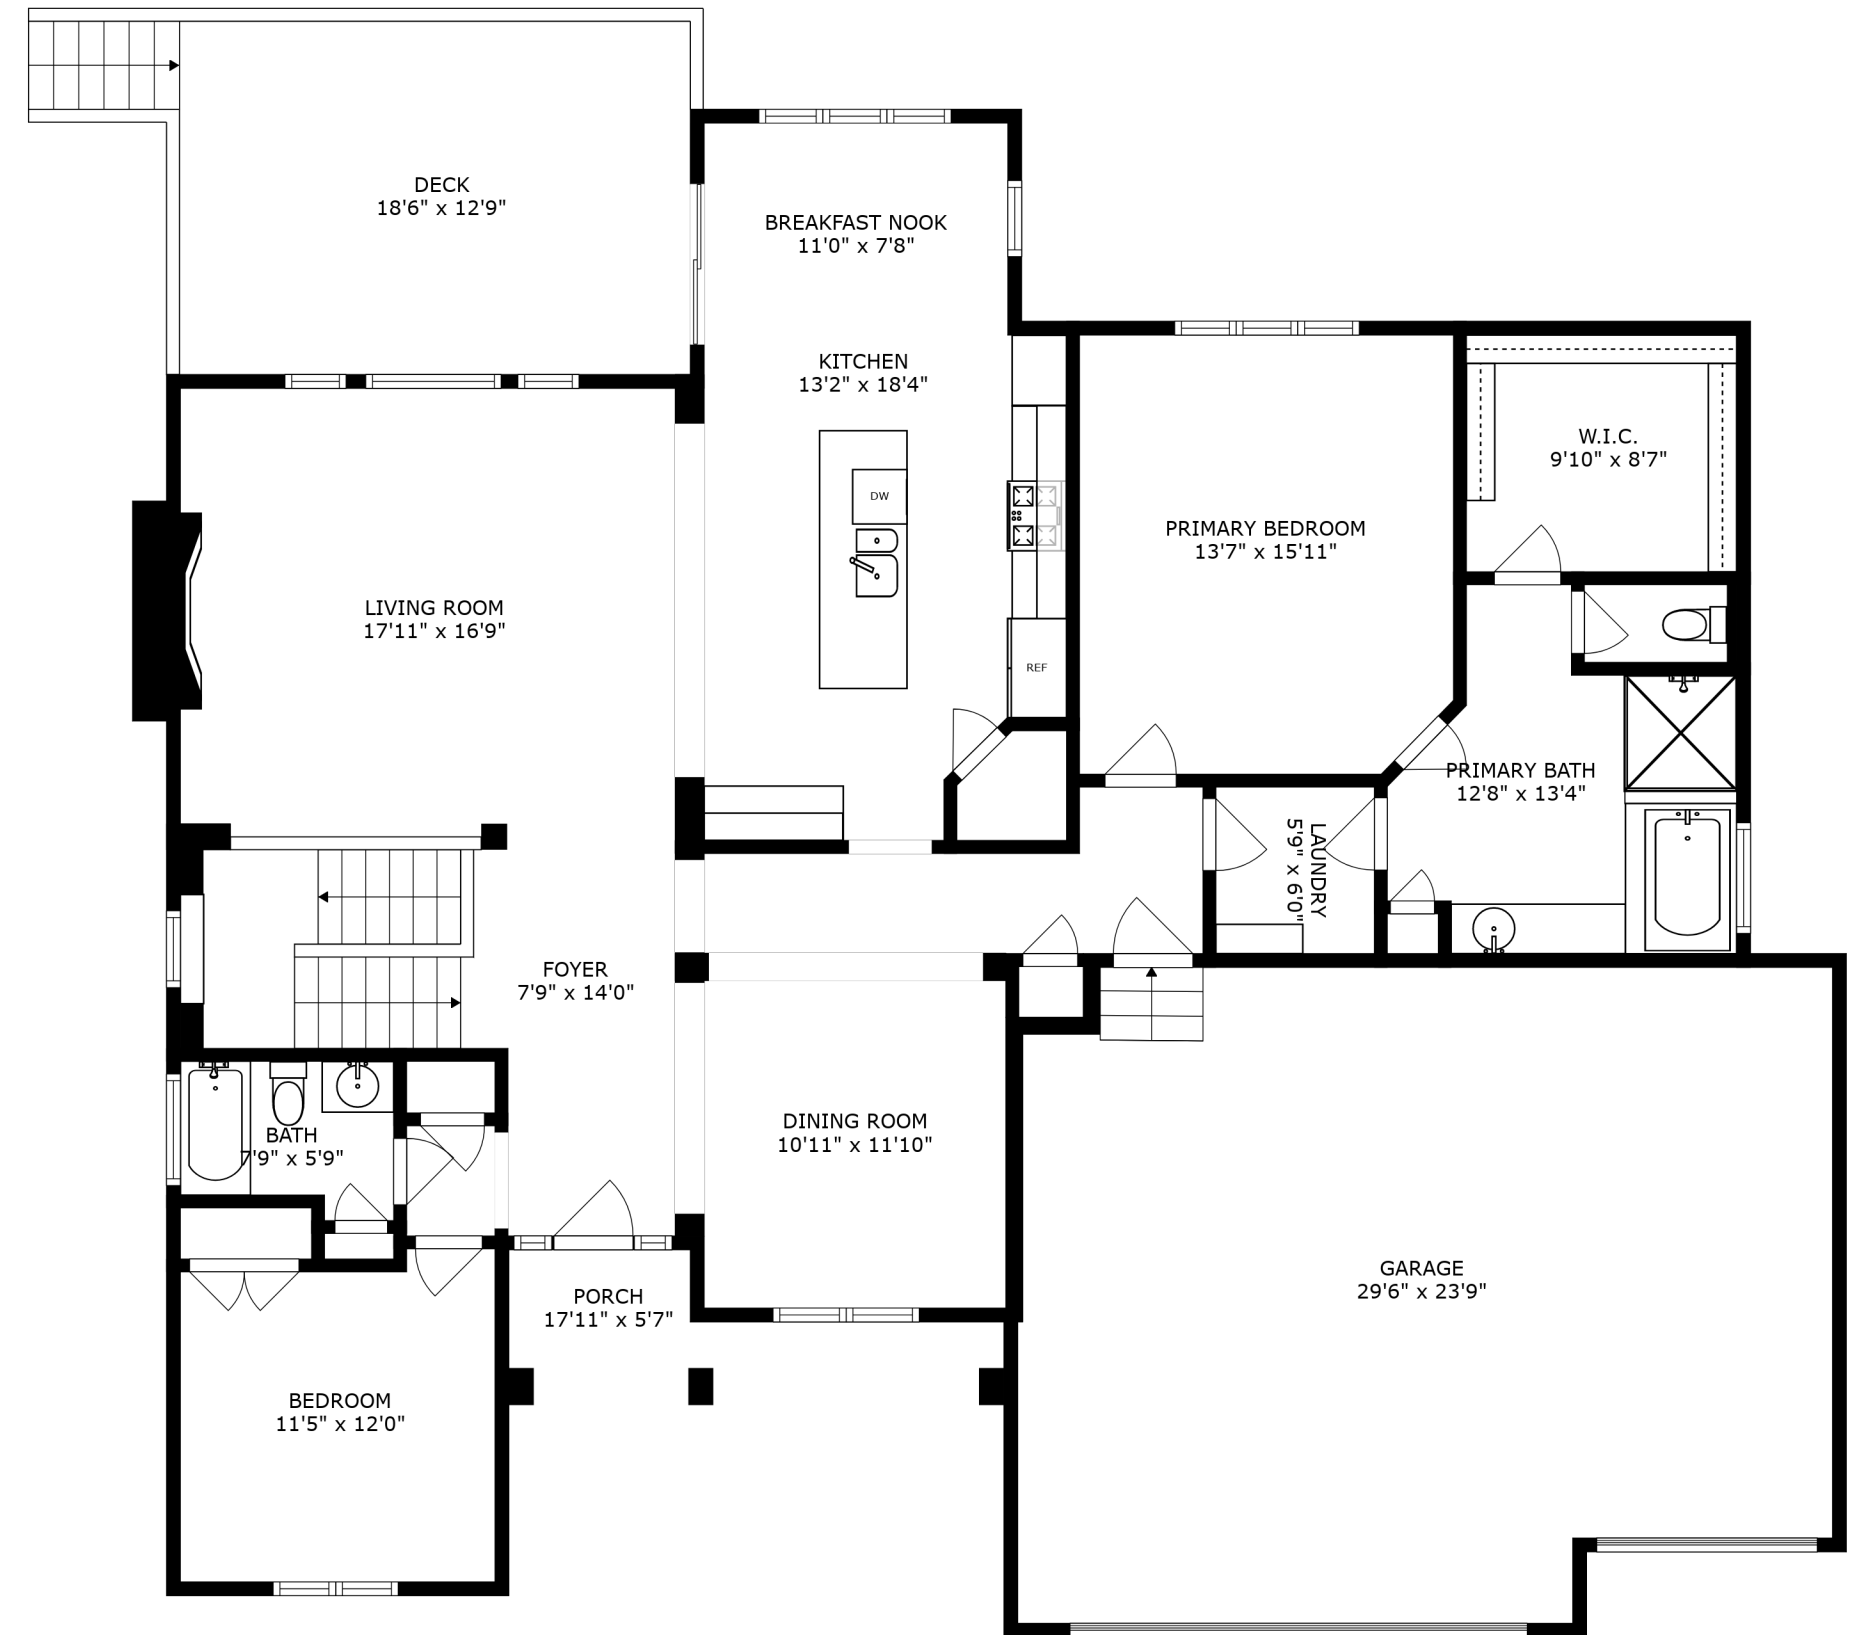 DECK
18'6" x 12'9"
BREAKFAST NOOK
11'0" x 7'8"
KITCHEN
13'2" x 18'4"
W.I.C.
9'10" x 8'7"
DW
PRIMARY BEDROOM
13'7" x 15'11"
LIVING ROOM
17'11" x 16'9"
REF
PRIMARY BATH
12'8" x 13'4"
LAUNDRY
5'9" x 6'0"
FOYER
7'9" x 14'0"
DINING ROOM
10'11" x 11'10"
BATH
7'9" x 5'9"
GARAGE
29'6" x 23'9"
PORCH
17'11" x 5'7"
BEDROOM
11'5" x 12'0"